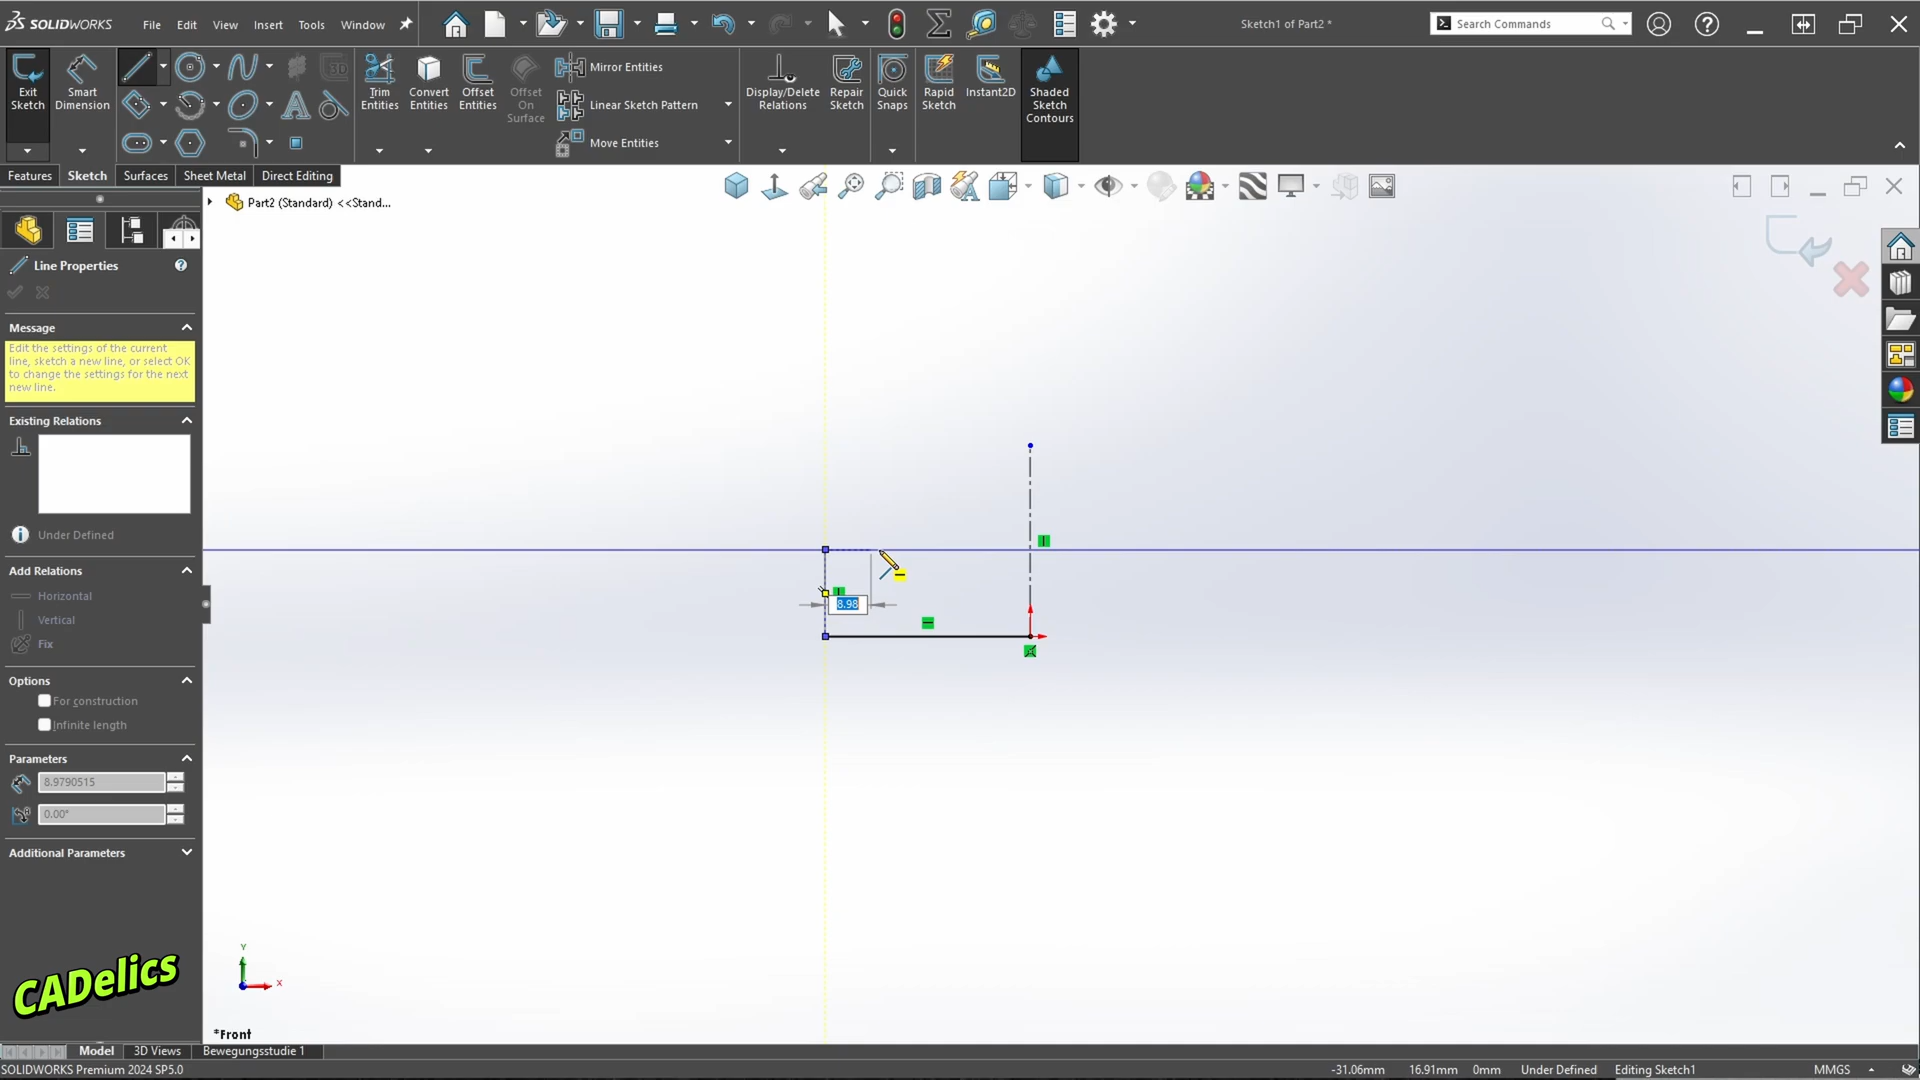 SOLIDWORKS
File
Edit
View
Insert
Tools
Window
Sketch1 of Part2 *
Search Commands
Exit
Sketch
Smart
Dimension
3D
Trim
Entities
Convert
Entities
Offset
Entities
Offset
On
Surface
Mirror Entities
Linear Sketch Pattern
Move Entities
Display/Delete
Relations
Repair
Sketch
Quick
Snaps
Rapid
Sketch
Instant2D
Shaded
Sketch
Contours
Features
Sketch
Surfaces
Sheet Metal
Direct Editing
Part2 (Standard) <<Stand...
Line Properties
Message
Edit the settings of the current
line, sketch a new line, or select OK
to change the settings for the next
new line.
Existing Relations
Under Defined
Add Relations
Horizontal
Vertical
Fix
Options
For construction
Infinite length
Parameters
8.9790515
0.00°
Additional Parameters
8.98
CADelics
Y
X
*Front
Model
3D Views
Bewegungsstudie 1
SOLIDWORKS Premium 2024 SP5.0
-31.06mm
16.91mm
0mm
Under Defined
Editing Sketch1
MMGS